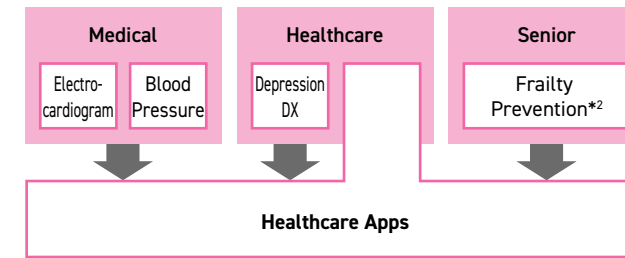 Medical
Electro-
cardiogram
Blood
Pressure
Healthcare
Depression
DX
Senior
Frailty
Prevention*2
Healthcare Apps